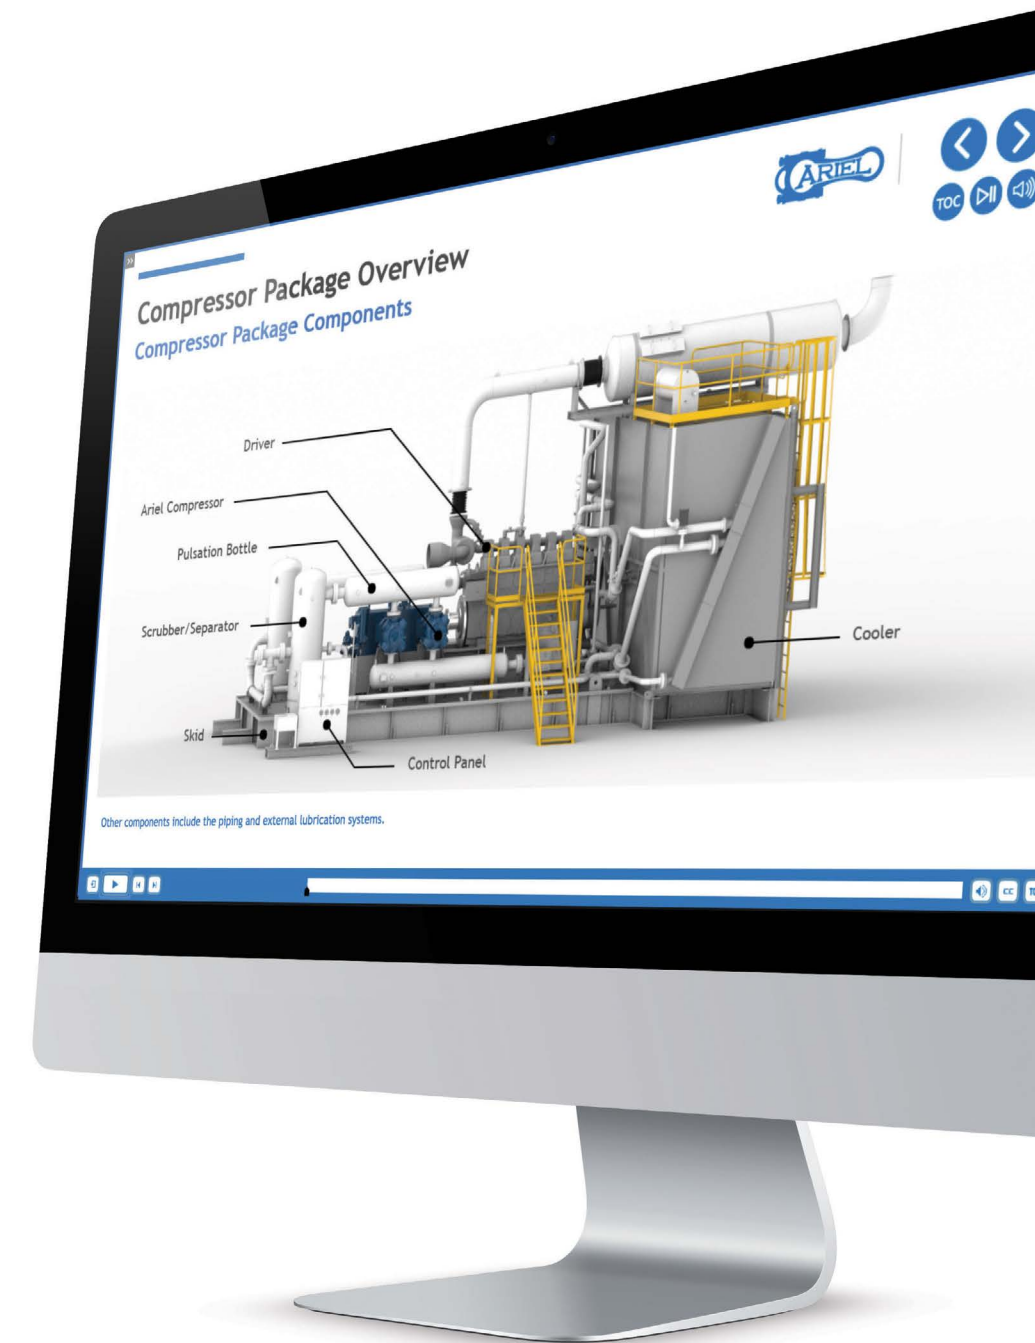 ARIEL
TOC
Compressor Package Overview
Compressor Package Components
Driver
Ariel Compressor
Pulsation Bottle
Scrubber/Separator
Cooler
Skid
Control Panel
Other components include the piping and external lubrication systems.
CC